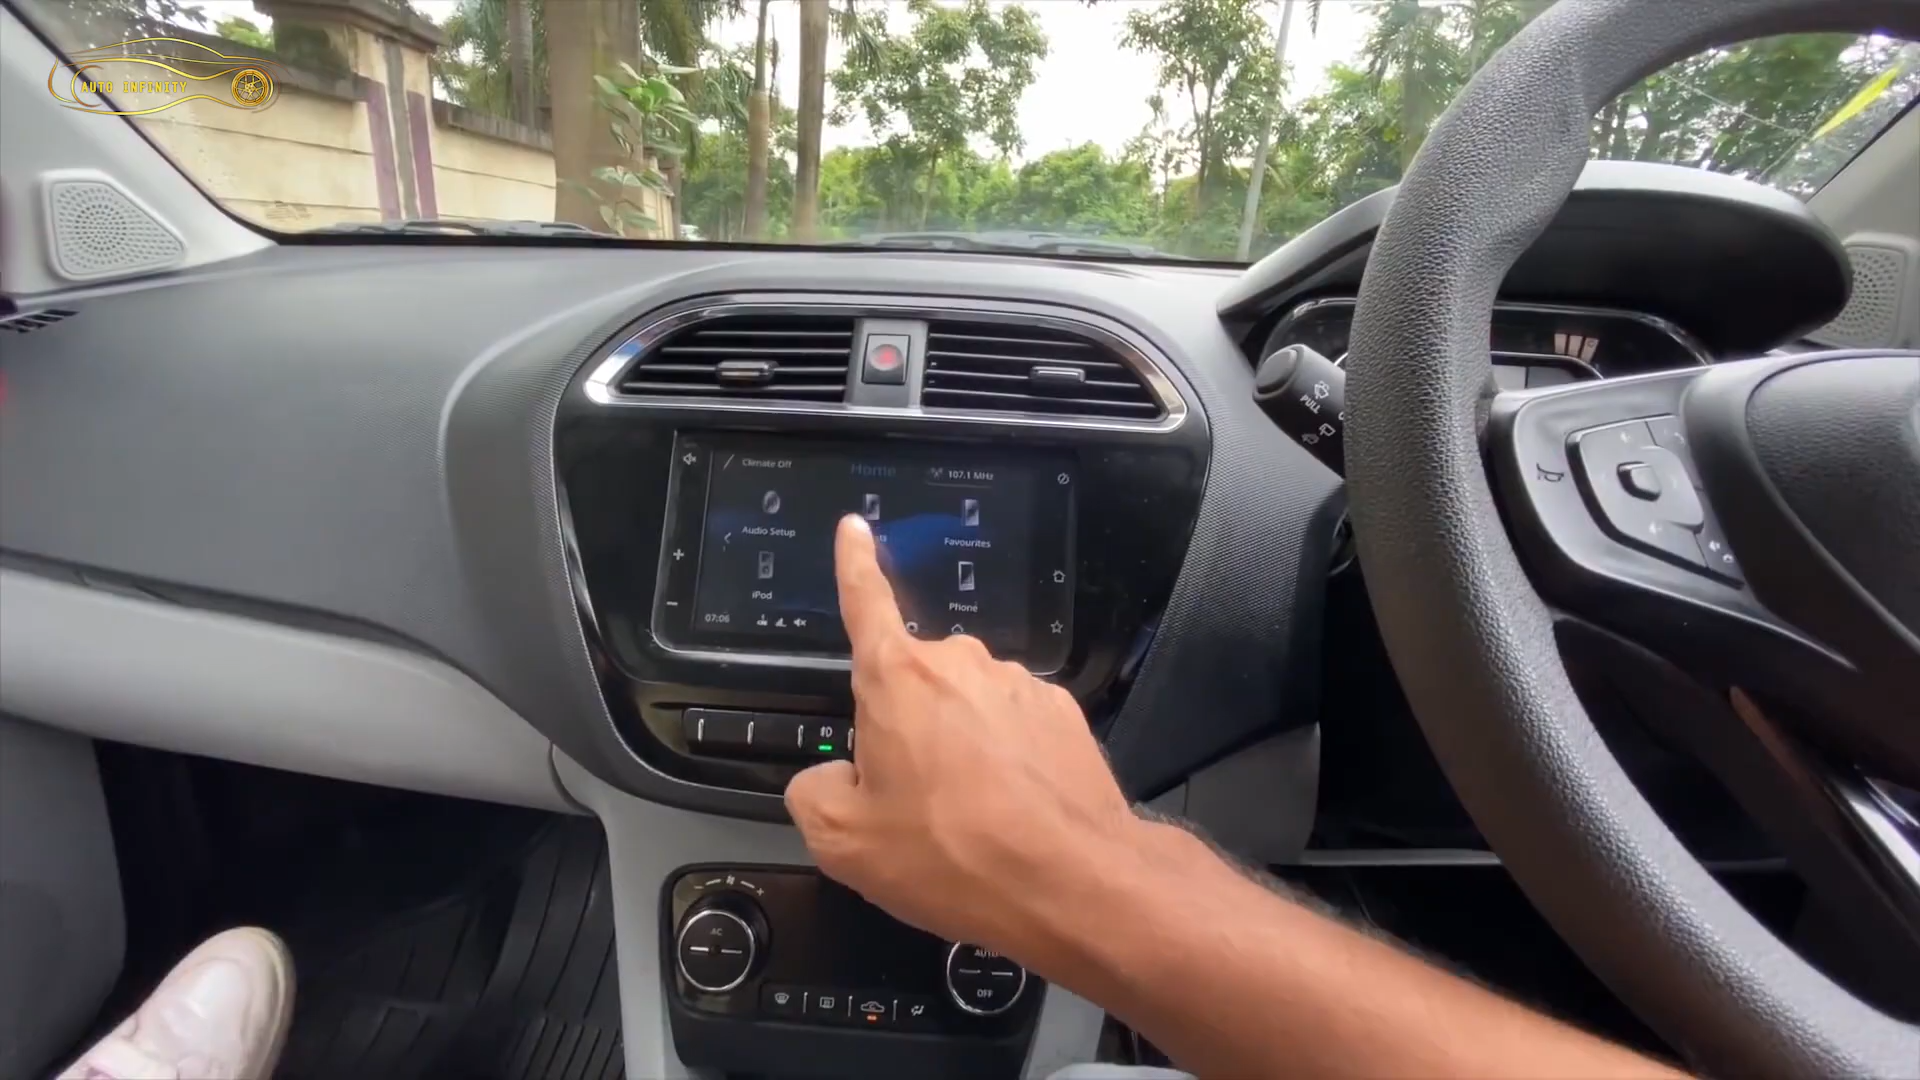 AUTO INFINITY
Climate Off
Home
107.1 MHz
Audio Setup
Favourites
iPod
Phone
07:06
PULL
AC
AUTO
OFF